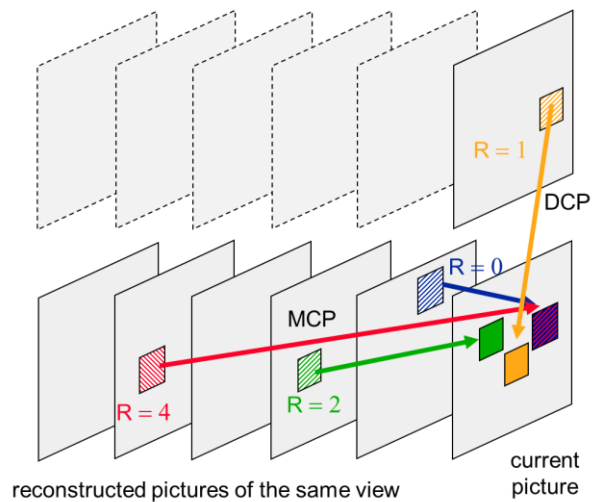 R = 1
DCP
R = 0
MCP
R = 4
R = 2
reconstructed pictures of the same view
current
picture